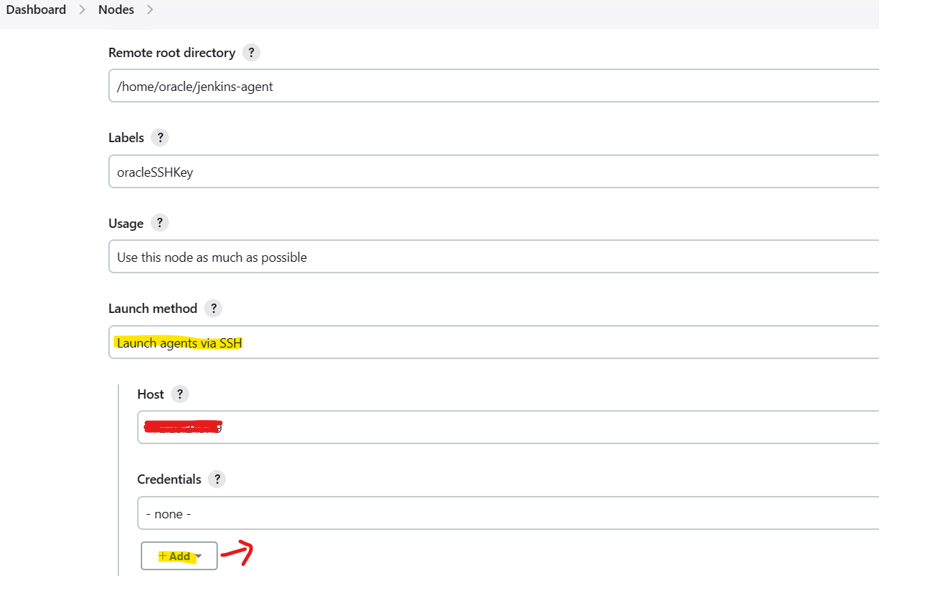 Dashboard > Nodes >
Remote root directory ?
/home/oracle/jenkins-agent
Labels ?
oracleSSHKey
Usage ?
Use this node as much as possible
Launch method ?
Launch agents via SSH
Host ?
Credentials ?
- none -
+ Add